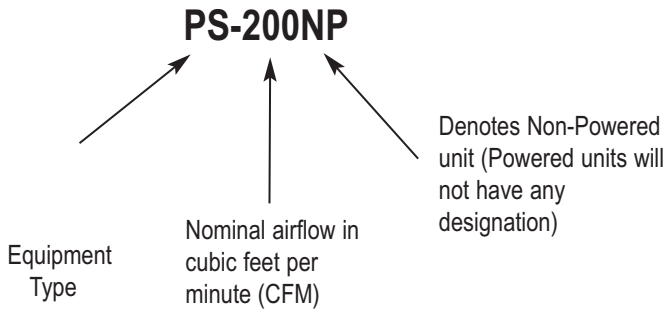 PS-200NP
Denotes Non-Powered
unit (Powered units will
not have any
designation)
Nominal airflow in
cubic feet per
minute (CFM)
Equipment
Type